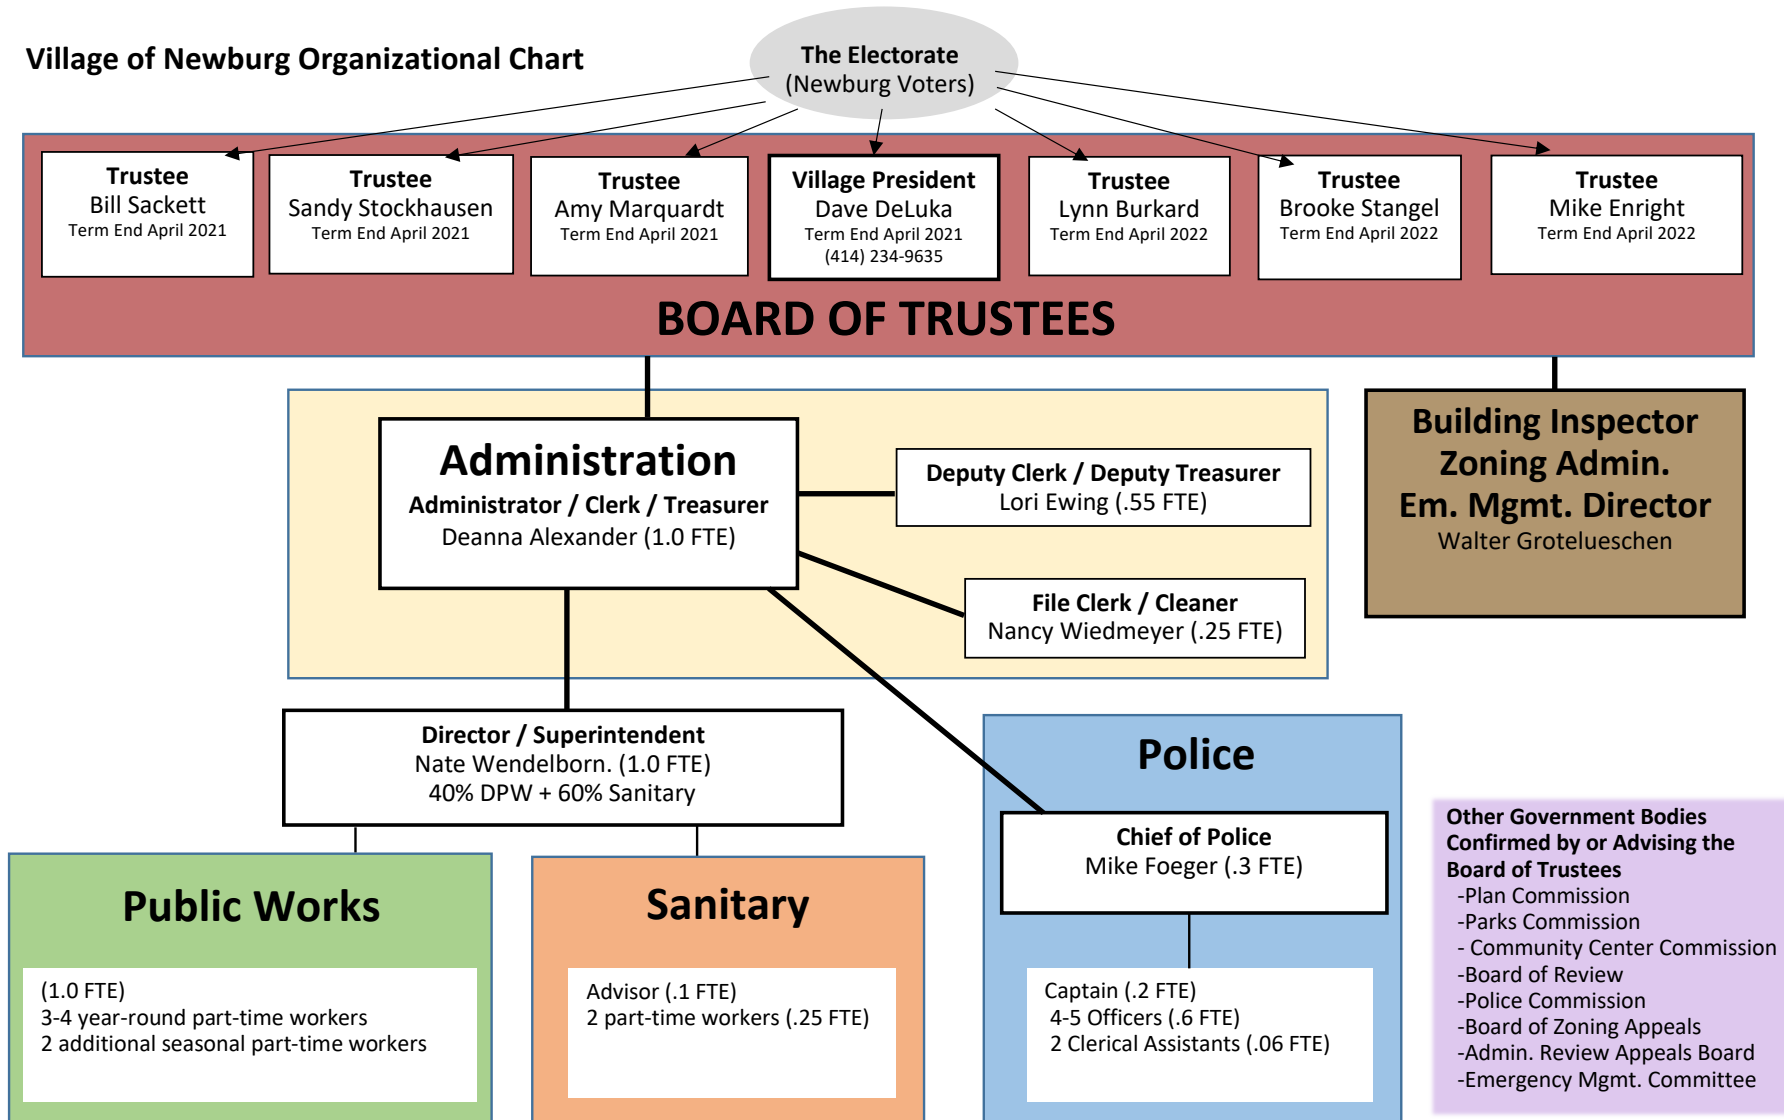 Village of Newburg Organizational Chart
The Electorate
(Newburg Voters)
Trustee
Bill Sackett
Term End April 2021
Trustee
Sandy Stockhausen
Term End April 2021
Trustee
Amy Marquardt
Term End April 2021
Village President
Dave DeLuka
Term End April 2021
(414) 234-9635
Trustee
Lynn Burkard
Term End April 2022
Trustee
Brooke Stangel
Term End April 2022
Trustee
Mike Enright
Term End April 2022
BOARD OF TRUSTEES
Administration
Administrator / Clerk / Treasurer
Deanna Alexander (1.0 FTE)
Deputy Clerk / Deputy Treasurer
Lori Ewing (.55 FTE)
File Clerk / Cleaner
Nancy Wiedmeyer (.25 FTE)
Building Inspector
Zoning Admin.
Em. Mgmt. Director
Walter Grotelueschen
Director / Superintendent
Nate Wendelborn. (1.0 FTE)
40% DPW + 60% Sanitary
Public Works
(1.0 FTE)
3-4 year-round part-time workers
2 additional seasonal part-time workers
Sanitary
Advisor (.1 FTE)
2 part-time workers (.25 FTE)
Police
Chief of Police
Mike Foeger (.3 FTE)
Captain (.2 FTE)
4-5 Officers (.6 FTE)
2 Clerical Assistants (.06 FTE)
Other Government Bodies
Confirmed by or Advising the
Board of Trustees
-Plan Commission
-Parks Commission
- Community Center Commission
-Board of Review
-Police Commission
-Board of Zoning Appeals
-Admin. Review Appeals Board
-Emergency Mgmt. Committee